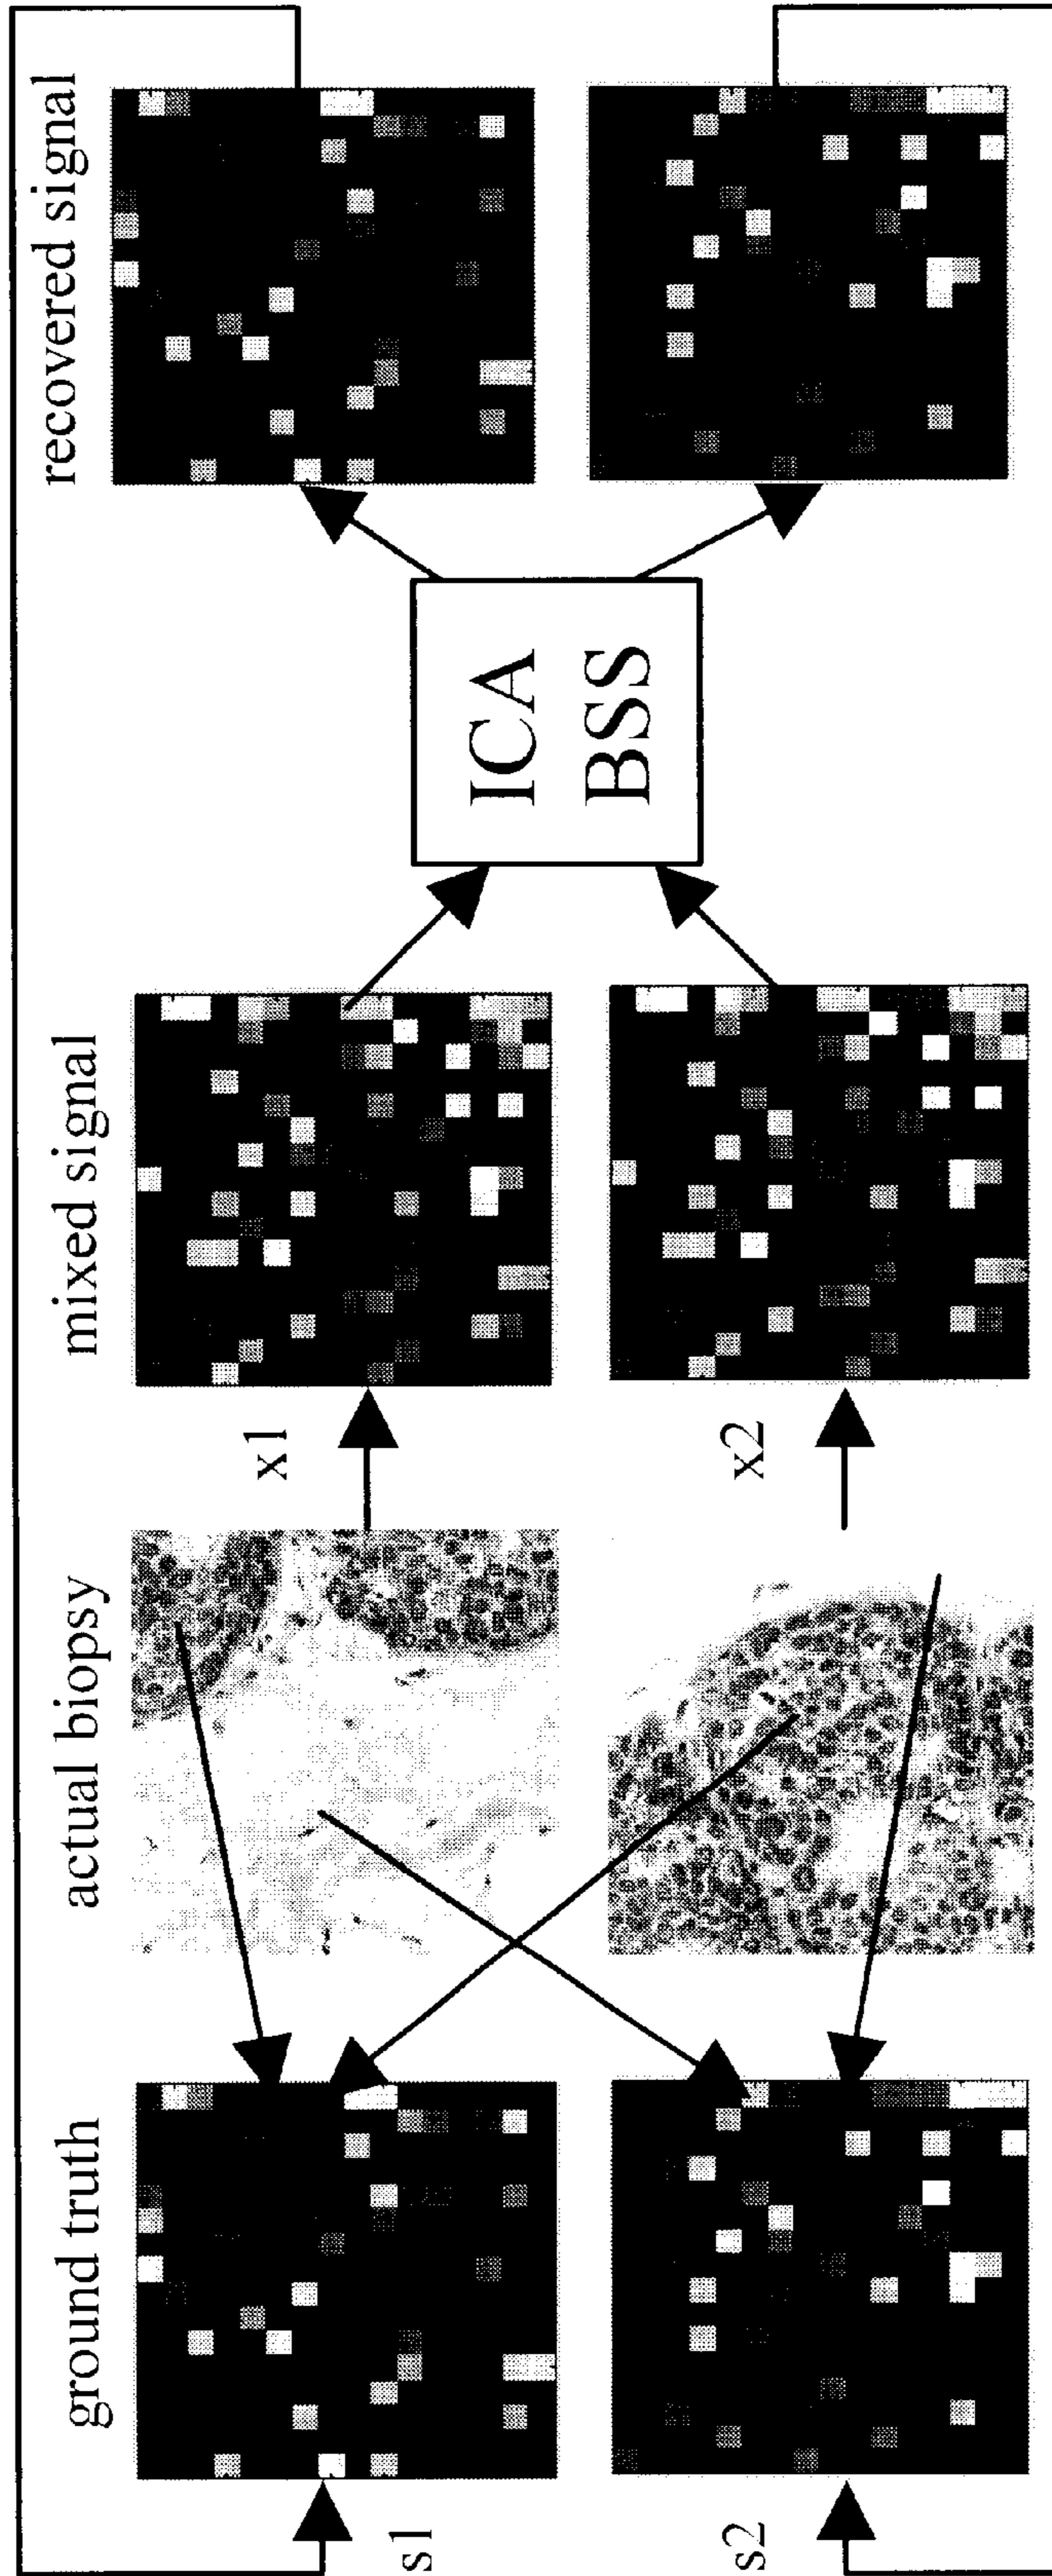 ground truth
actual biopsy
mixed signal
recovered signal
s1
x1
ICA
BSS
s2
x2